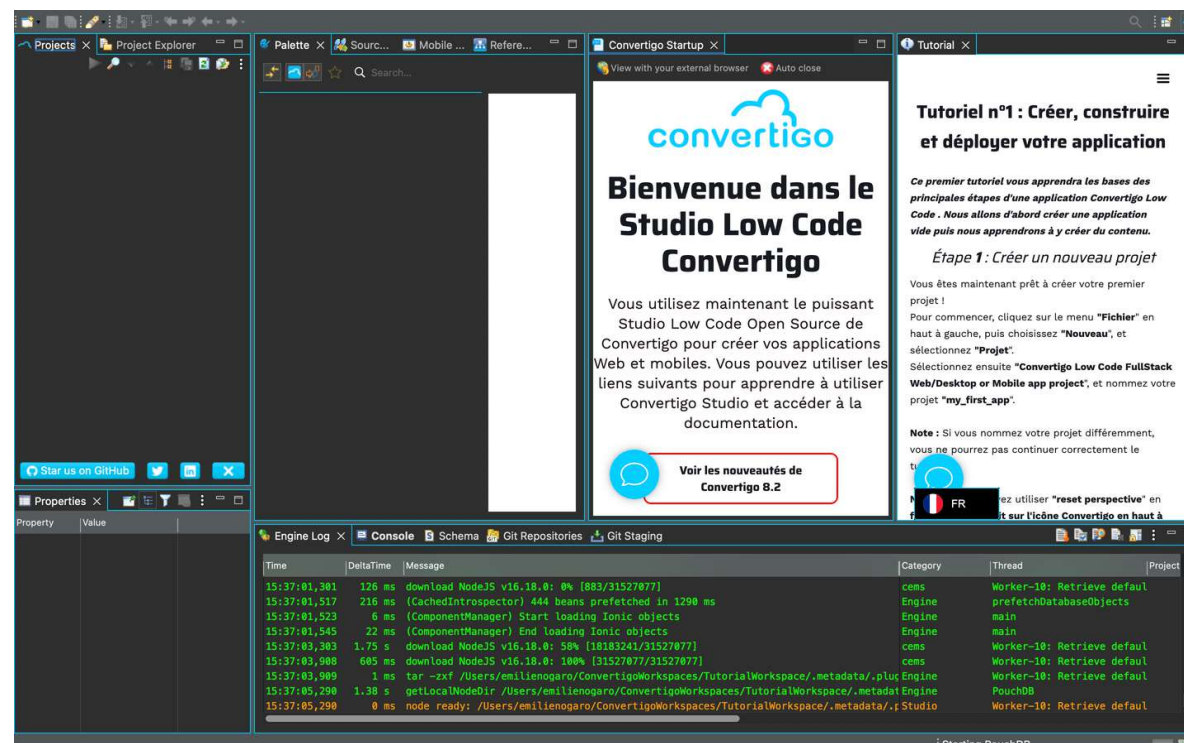 Projects
Project Explorer
Palette
Sourc...
Mobile ...
Refere...
Search...
Star us on GitHub
Properties
Property
Value
Convertigo Startup
View with your external browser
Auto close
convertigo
Bienvenue dans le
Studio Low Code
Convertigo
Vous utilisez maintenant le puissant
Studio Low Code Open Source de
Convertigo pour créer vos applications
Web et mobiles. Vous pouvez utiliser les
liens suivants pour apprendre à utiliser
Convertigo Studio et accéder à la
documentation.
Voir les nouveautés de
Convertigo 8.2
Tutorial
Tutoriel n°1 : Créer, construire
et déployer votre application
Ce premier tutoriel vous apprendra les bases des
principales étapes d'une application Convertigo Low
Code . Nous allons d'abord créer une application
vide puis nous apprendrons à y créer du contenu.
Étape 1 : Créer un nouveau projet
Vous êtes maintenant prêt à créer votre premier
projet !
Pour commencer, cliquez sur le menu "Fichier" en
haut à gauche, puis choisissez "Nouveau", et
sélectionnez "Projet".
Sélectionnez ensuite "Convertigo Low Code FullStack
Web/Desktop or Mobile app project", et nommez votre
projet "my_first_app".
Note : Si vous nommez votre projet différemment,
vous ne pourrez pas continuer correctement le
FR
ez utiliser "reset perspective" en
it sur l'icône Convertigo en haut à
Engine Log
Console
Schema
Git Repositories
Git Staging
Time DeltaTime Message Category Thread Project
15:37:01,301 126 ms download NodeJS v16.18.0: 0% [883/31527077] cems Worker-10: Retrieve defaul
15:37:01,517 216 ms (CachedIntrospector) 444 beans prefetched in 1290 ms Engine prefetchDatabaseObjects
15:37:01,523 6 ms (ComponentManager) Start loading Ionic objects Engine main
15:37:01,545 22 ms (ComponentManager) End loading Ionic objects Engine main
15:37:03,303 1.75 s download NodeJS v16.18.0: 58% [18183241/31527077] cems Worker-10: Retrieve defaul
15:37:03,908 605 ms download NodeJS v16.18.0: 100% [31527077/31527077] cems Worker-10: Retrieve defaul
15:37:03,909 1 ms tar -zxf /Users/emilienogaro/ConvertigoWorkspaces/TutorialWorkspace/.metadata/.plug Engine Worker-10: Retrieve defaul
15:37:05,290 1.38 s getLocalNodeDir /Users/emilienogaro/ConvertigoWorkspaces/TutorialWorkspace/.metadat Engine PouchDB
15:37:05,290 0 ms node ready: /Users/emilienogaro/ConvertigoWorkspaces/TutorialWorkspace/.metadata/.p Studio Worker-10: Retrieve defaul